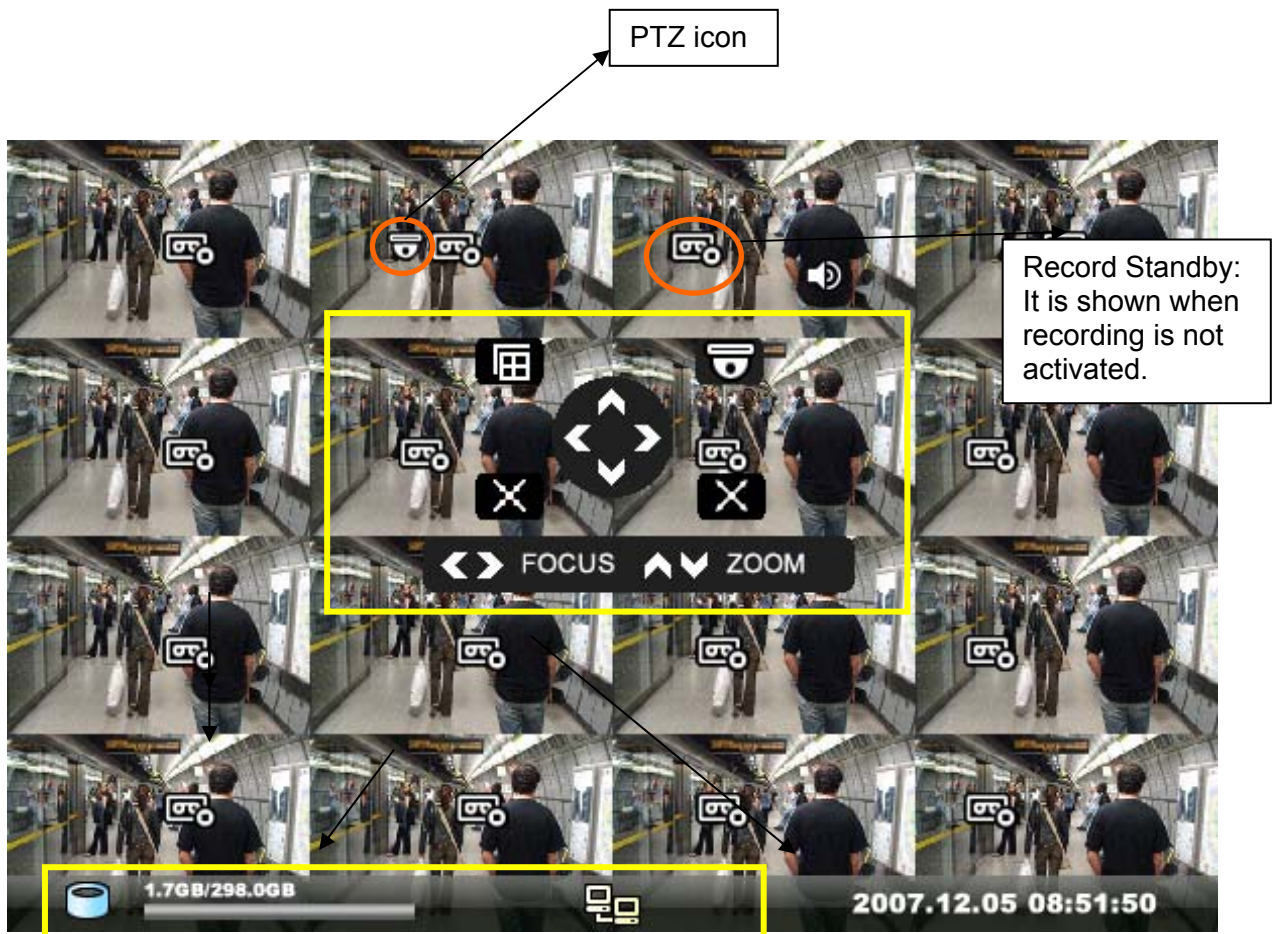 PTZ icon
Record Standby:
It is shown when
recording is not
activated.
FOCUS ZOOM
1.7GB/298.0GB
2007.12.05 08:51:50